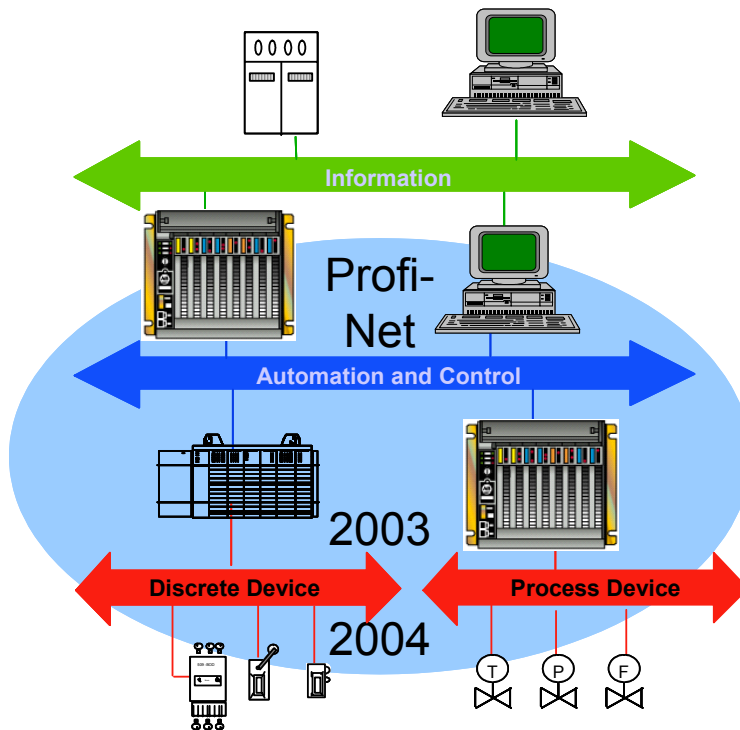 Information
Profi-
Net
Automation and Control
2003
Discrete Device
Process Device
2004
T
P
F